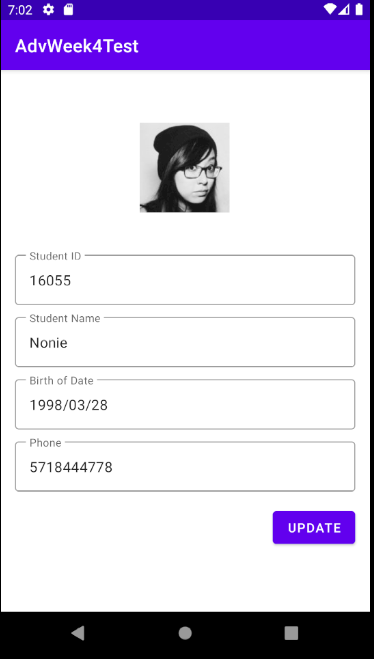 7:02
AdvWeek4Test
Student ID
16055
Student Name
Nonie
Birth of Date
1998/03/28
Phone
5718444778
UPDATE